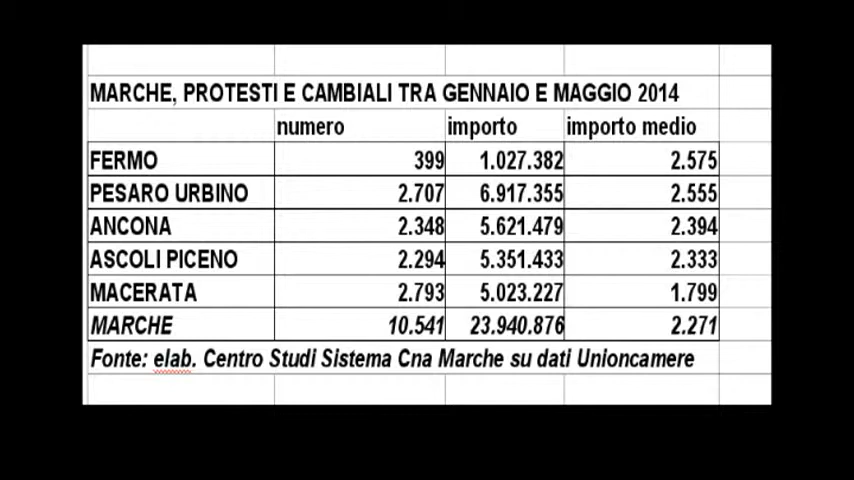 MARCHE, PROTESTI E CAMBIALI TRA GENNAIO E MAGGIO 2014
numero importo importo medio
FERMO 399 1.027.382 2.575
PESARO URBINO 2.707 6.917.355 2.555
ANCONA 2.348 5.621.479 2.394
ASCOLI PICENO 2.294 5.351.433 2.333
MACERATA 2.793 5.023.227 1.799
MARCHE 10.541 23.940.876 2.271
Fonte: elab. Centro Studi Sistema Cna Marche su dati Unioncamere